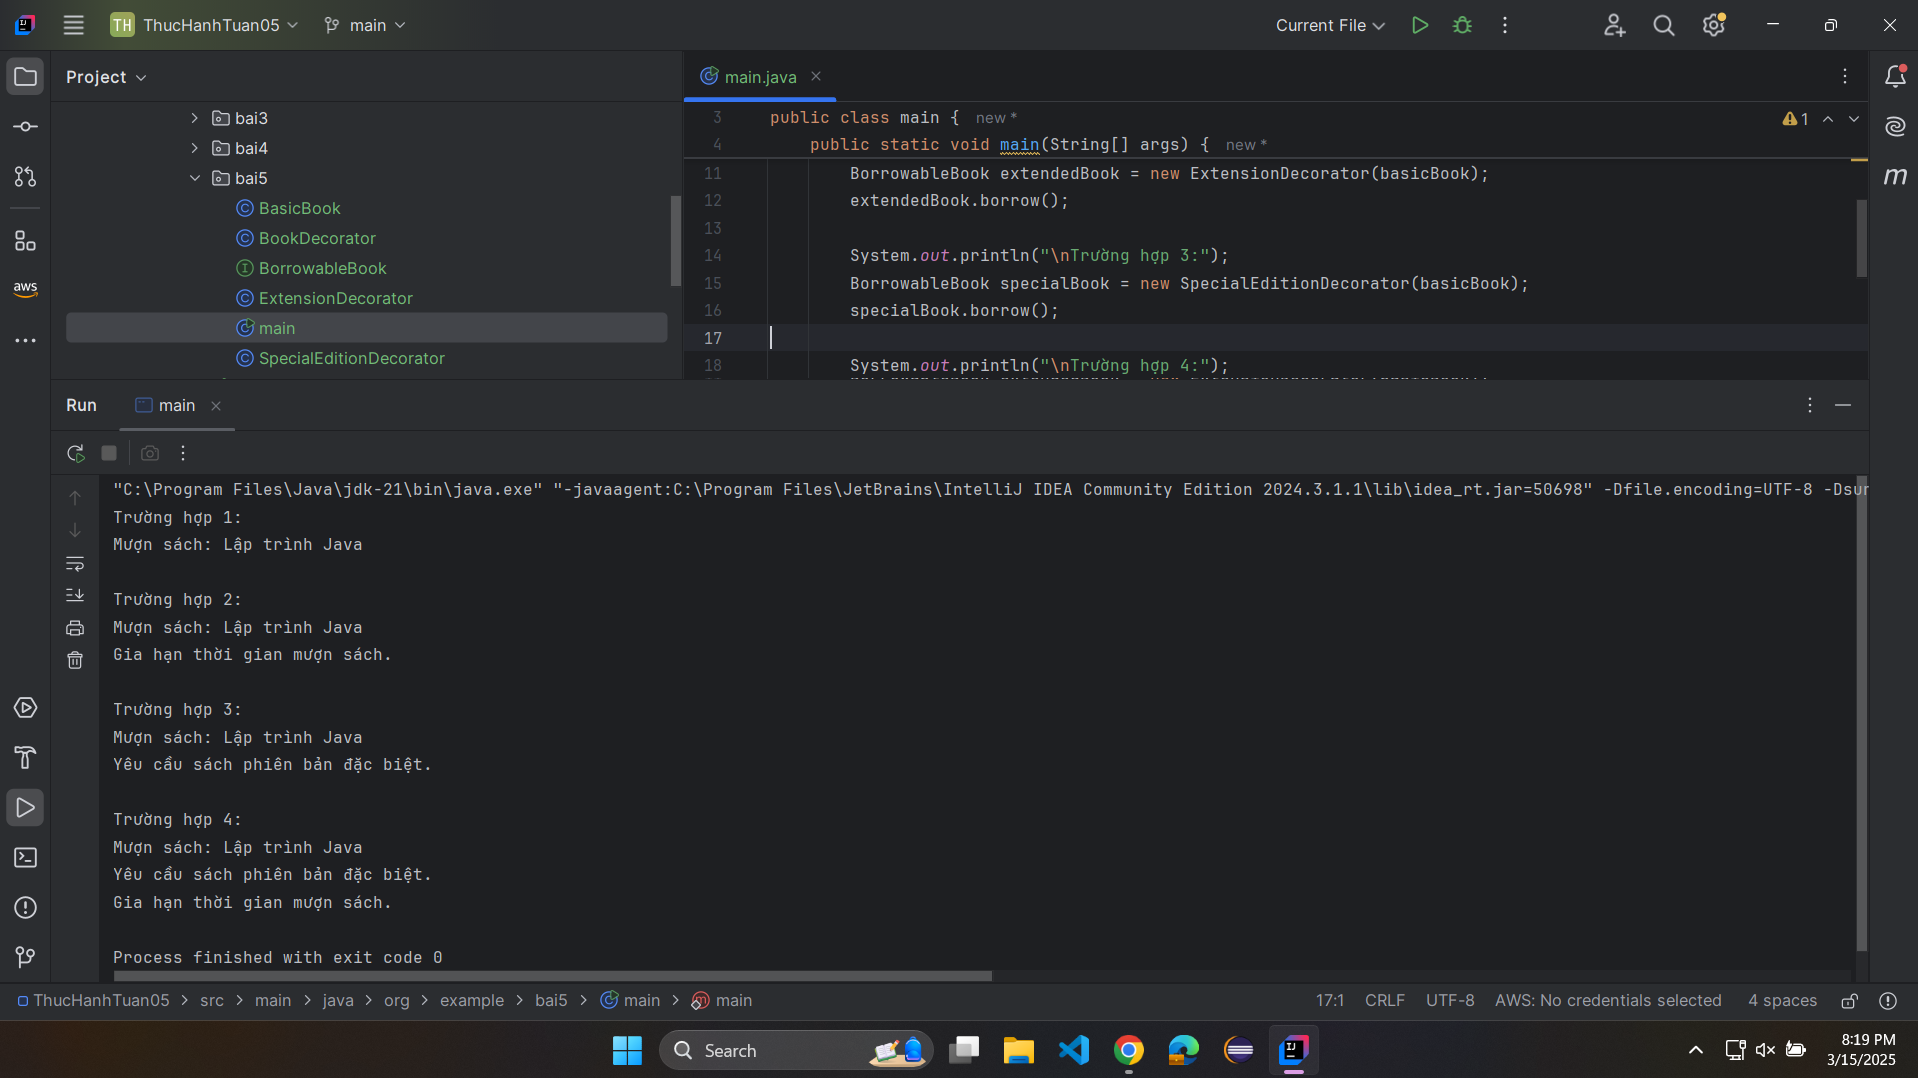 TH ThucHanhTuan05 main Current File
Project
main.java
bai3
bai4
bai5
BasicBook
BookDecorator
BorrowableBook
ExtensionDecorator
main
SpecialEditionDecorator
aws
m
3 public class main { new *
4 public static void main(String[] args) { new *
1
11 BorrowableBook extendedBook = new ExtensionDecorator(basicBook);
12 extendedBook.borrow();
13
14 System.out.println("\nTrường hợp 3:");
15 BorrowableBook specialBook = new SpecialEditionDecorator(basicBook);
16 specialBook.borrow();
17
18 System.out.println("\nTrường hợp 4:");
Run main
"C:\Program Files\Java\jdk-21\bin\java.exe" "-javaagent:C:\Program Files\JetBrains\IntelliJ IDEA Community Edition 2024.3.1.1\lib\idea_rt.jar=50698" -Dfile.encoding=UTF-8 -Dsun
Trường hợp 1:
Mượn sách: Lập trình Java
Trường hợp 2:
Mượn sách: Lập trình Java
Gia hạn thời gian mượn sách.
Trường hợp 3:
Mượn sách: Lập trình Java
Yêu cầu sách phiên bản đặc biệt.
Trường hợp 4:
Mượn sách: Lập trình Java
Yêu cầu sách phiên bản đặc biệt.
Gia hạn thời gian mượn sách.
Process finished with exit code 0
ThucHanhTuan05 > src > main > java > org > example > bai5 > main > main
17:1 CRLF UTF-8 AWS: No credentials selected 4 spaces
Search
8:19 PM
3/15/2025